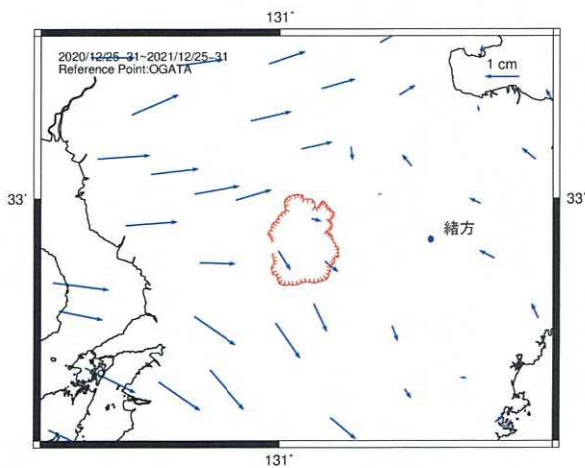 131°
2020/12/25-31~2021/12/25-31
Reference Point:OGATA
1 cm
33°
33°
緒方
131°